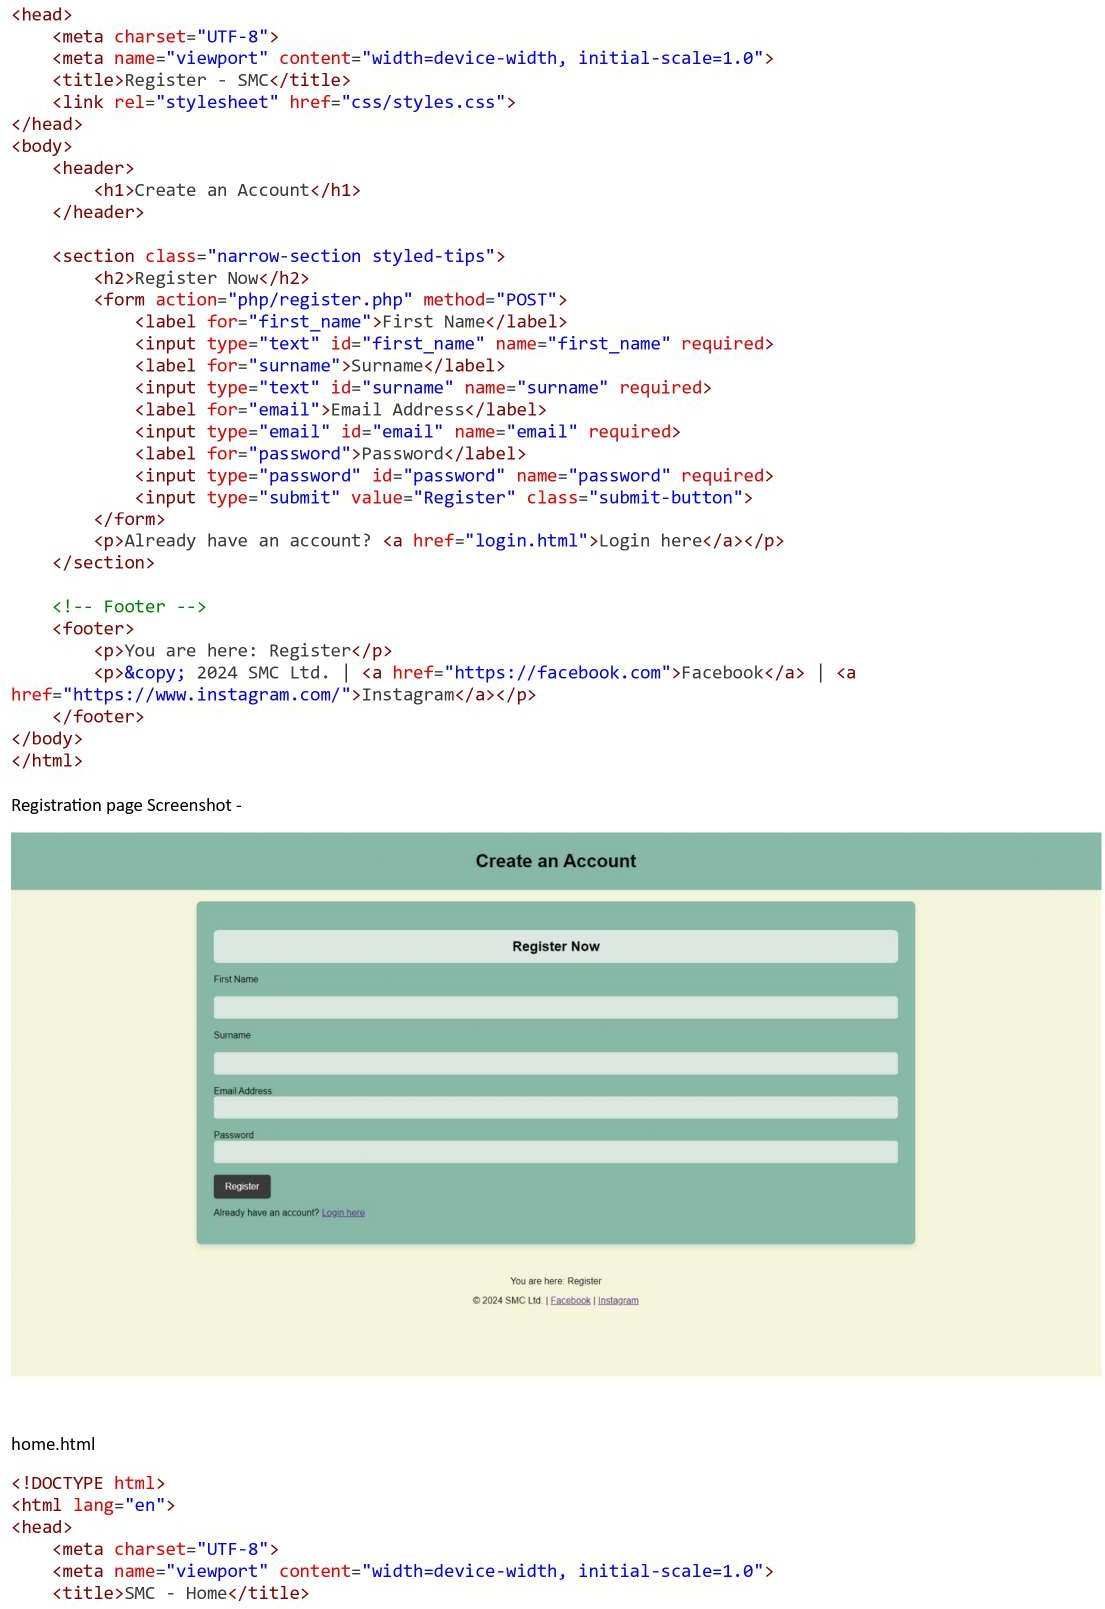 <head>
    <meta charset="UTF-8">
    <meta name="viewport" content="width=device-width, initial-scale=1.0">
    <title>Register - SMC</title>
    <link rel="stylesheet" href="css/styles.css">
</head>
<body>
    <header>
        <h1>Create an Account</h1>
    </header>

    <section class="narrow-section styled-tips">
        <h2>Register Now</h2>
        <form action="php/register.php" method="POST">
            <label for="first_name">First Name</label>
            <input type="text" id="first_name" name="first_name" required>
            <label for="surname">Surname</label>
            <input type="text" id="surname" name="surname" required>
            <label for="email">Email Address</label>
            <input type="email" id="email" name="email" required>
            <label for="password">Password</label>
            <input type="password" id="password" name="password" required>
            <input type="submit" value="Register" class="submit-button">
        </form>
        <p>Already have an account? <a href="login.html">Login here</a></p>
    </section>

    <!-- Footer -->
    <footer>
        <p>You are here: Register</p>
        <p>&copy; 2024 SMC Ltd. | <a href="https://facebook.com">Facebook</a> | <a
href="https://www.instagram.com/">Instagram</a></p>
    </footer>
</body>
</html>

Registration page Screenshot -
Create an Account
Register Now
First Name
Surname
Email Address
Password
Register
Already have an account? Login here
You are here: Register
© 2024 SMC Ltd. | Facebook | Instagram

home.html
<!DOCTYPE html>
<html lang="en">
<head>
    <meta charset="UTF-8">
    <meta name="viewport" content="width=device-width, initial-scale=1.0">
    <title>SMC - Home</title>